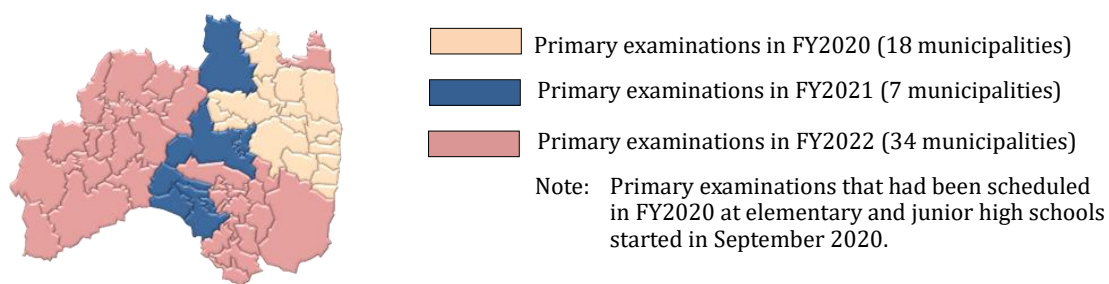 Primary examinations in FY2020 (18 municipalities)
Primary examinations in FY2021 (7 municipalities)
Primary examinations in FY2022 (34 municipalities)
Note: Primary examinations that had been scheduled
in FY2020 at elementary and junior high schools
started in September 2020.